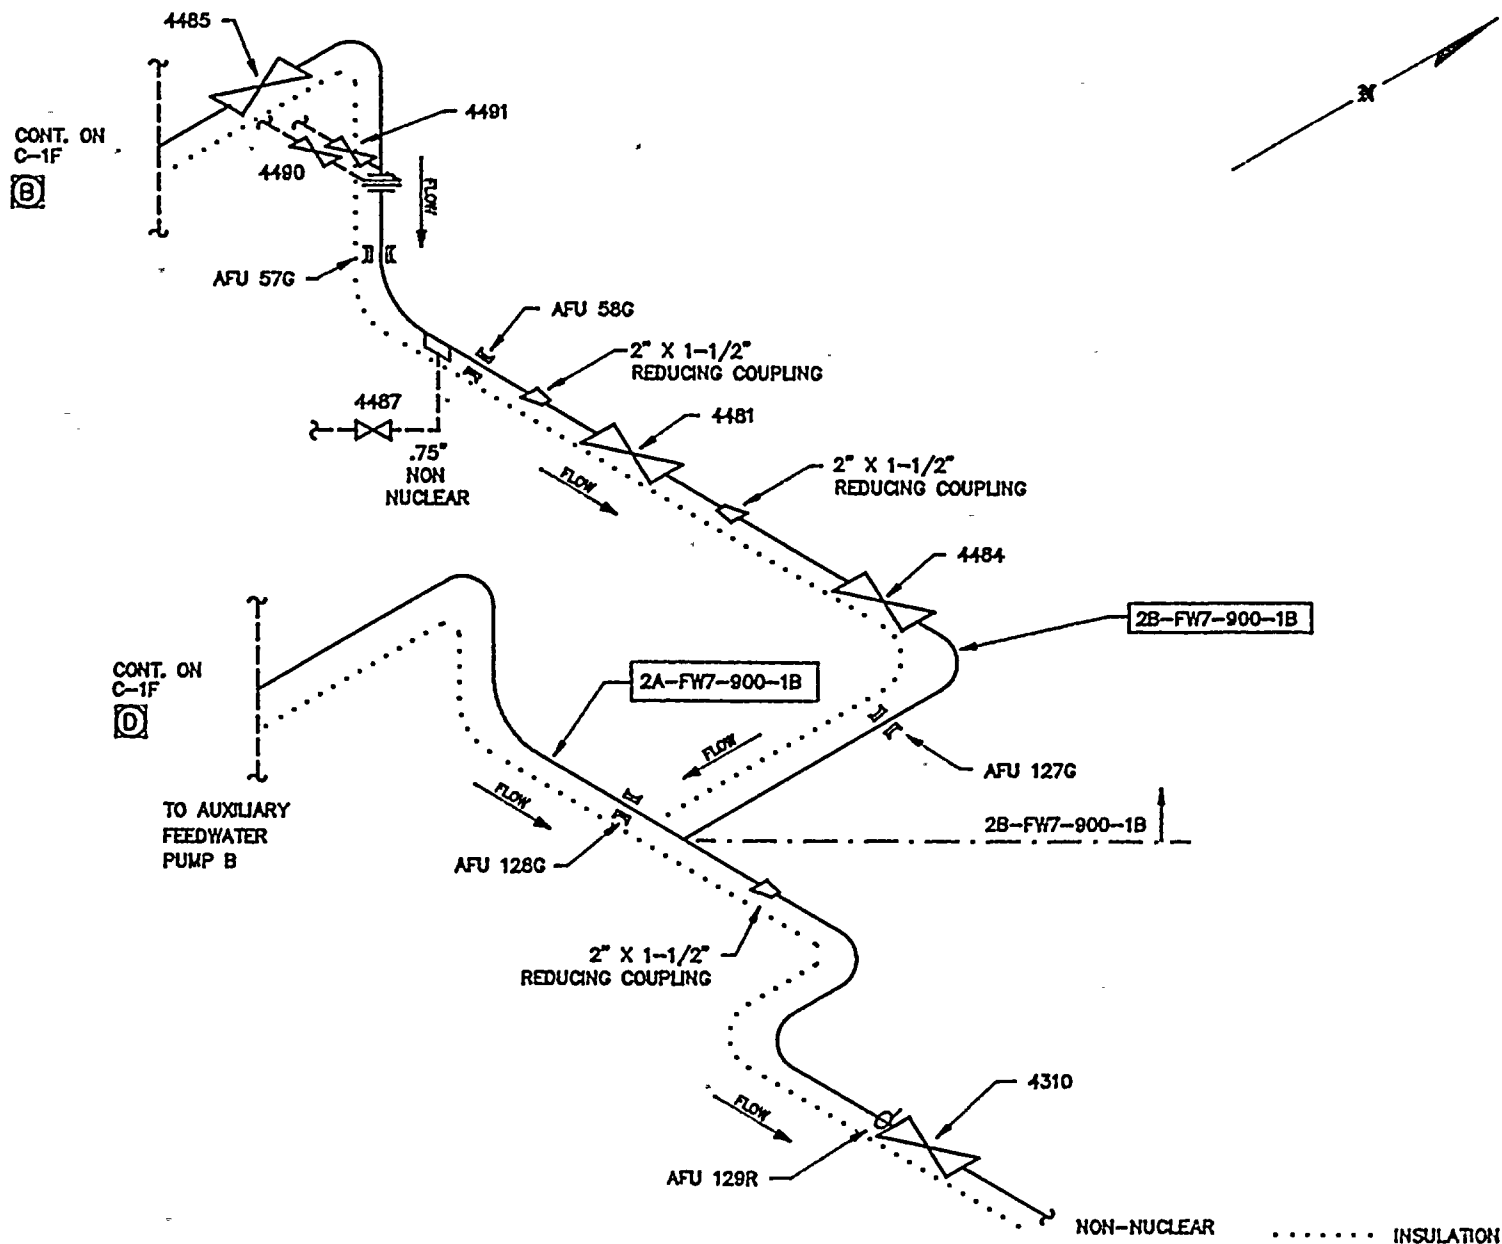 4485
N
CONT. ON
C-1F
B
4491
4490
FLOW
AFU 57G
AFU 58G
2" X 1-1/2"
REDUCING COUPLING
4487
.75"
NON
NUCLEAR
4481
FLOW
2" X 1-1/2"
REDUCING COUPLING
4484
2B-FW7-900-1B
CONT. ON
C-1F
D
2A-FW7-900-1B
FLOW
FLOW
AFU 127G
TO AUXILIARY
FEEDWATER
PUMP B
2B-FW7-900-1B
AFU 128G
2" X 1-1/2"
REDUCING COUPLING
4310
FLOW
AFU 129R
NON-NUCLEAR
INSULATION